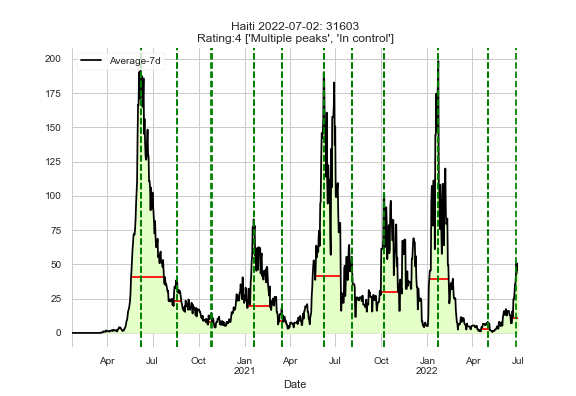 Haiti 2022-07-02: 31603
Rating:4 ['Multiple peaks', 'In control']
Average-7d
200
175
150
125
100
75
50
25
0
Apr Jul Oct Jan Apr Jul Oct Jan Apr Jul
2021 2022
Date